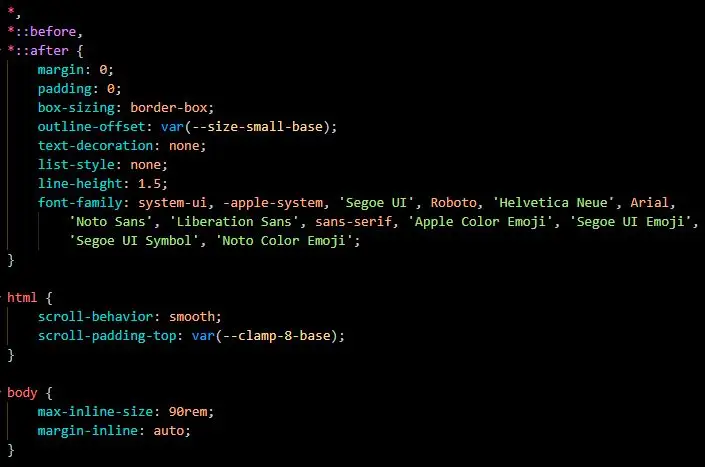 *,
*::before,
*::after {
    margin: 0;
    padding: 0;
    box-sizing: border-box;
    outline-offset: var(--size-small-base);
    text-decoration: none;
    list-style: none;
    line-height: 1.5;
    font-family: system-ui, -apple-system, 'Segoe UI', Roboto, 'Helvetica Neue', Arial,
        'Noto Sans', 'Liberation Sans', sans-serif, 'Apple Color Emoji', 'Segoe UI Emoji',
        'Segoe UI Symbol', 'Noto Color Emoji';
}

html {
    scroll-behavior: smooth;
    scroll-padding-top: var(--clamp-8-base);
}

body {
    max-inline-size: 90rem;
    margin-inline: auto;
}